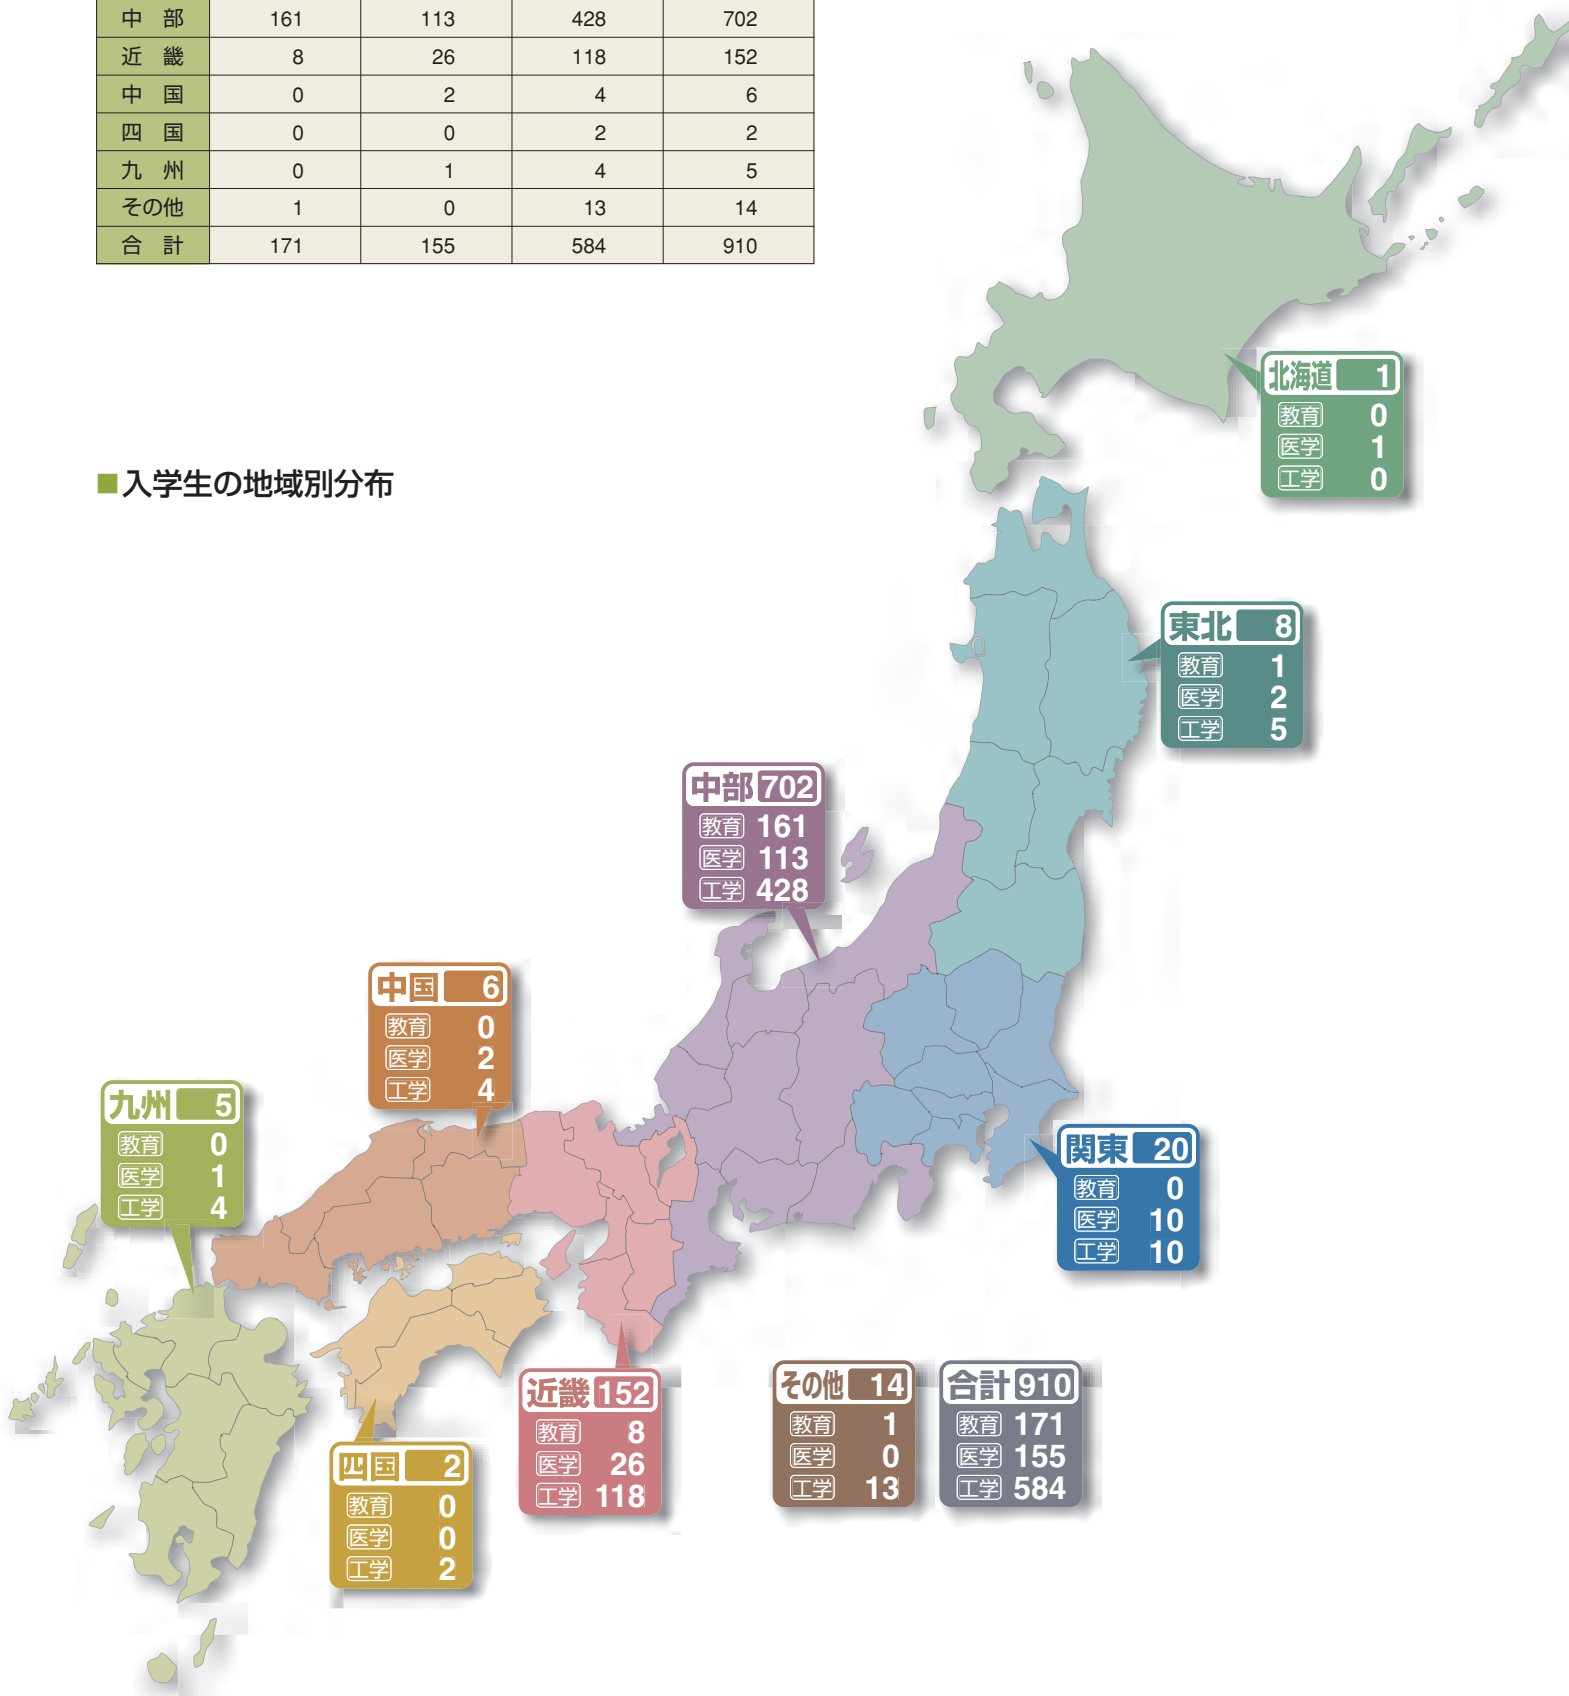 中 部 161 113 428 702
近 畿 8 26 118 152
中 国 0 2 4 6
四 国 0 0 2 2
九 州 0 1 4 5
その他 1 0 13 14
合 計 171 155 584 910
■入学生の地域別分布
北海道 1
教育 0
医学 1
工学 0
東北 8
教育 1
医学 2
工学 5
中部 702
教育 161
医学 113
工学 428
中国 6
教育 0
医学 2
工学 4
九州 5
教育 0
医学 1
工学 4
関東 20
教育 0
医学 10
工学 10
近畿 152
教育 8
医学 26
工学 118
その他 14
教育 1
医学 0
工学 13
合計 910
教育 171
医学 155
工学 584
四国 2
教育 0
医学 0
工学 2